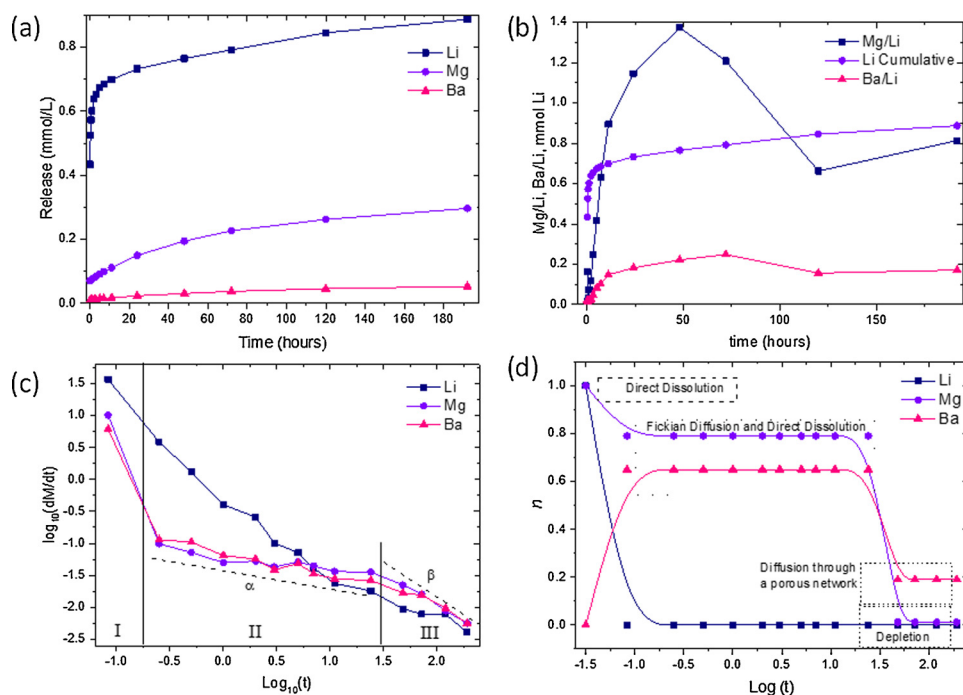 (a)
Li
Mg
Ba
Release (mmol/L)
0.8
0.6
0.4
0.2
0.0
0 20 40 60 80 100 120 140 160 180
Time (hours)
(b)
Mg/Li
Li Cumulative
Ba/Li
Mg/Li, Ba/Li, mmol Li
1.4
1.2
1.0
0.8
0.6
0.4
0.2
0.0
0 50 100 150
time (hours)
(c)
Li
Mg
Ba
log10(dM/dt)
1.5
1.0
0.5
0.0
-0.5
-1.0
-1.5
-2.0
-2.5
α
β
I II III
-1.0 -0.5 0.0 0.5 1.0 1.5 2.0
Log10(t)
(d)
Li
Mg
Ba
Direct Dissolution
Fickian Diffusion and Direct Dissolution
Diffusion through
a porous network
Depletion
n
1.0
0.8
0.6
0.4
0.2
0.0
-1.5 -1.0 -0.5 0.0 0.5 1.0 1.5 2.0
Log (t)